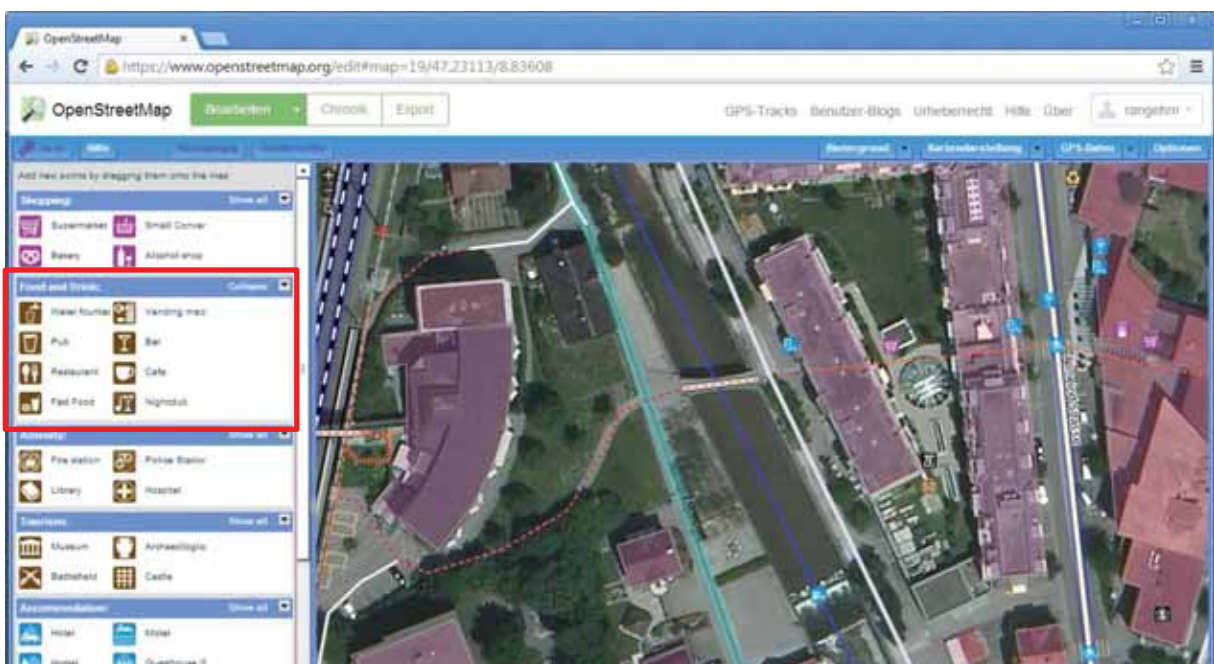 OpenStreetMap
https://www.openstreetmap.org/edit#map=19/47.23113/8.83608
OpenStreetMap Bearbeiten Chronik Export GPS-Tracks Benutzer-Blogs Urheberrecht Hilfe Über
Hilfe Hintergrund Kartendarstellung GPS-Daten Optionen
Add new points by dragging them onto the map
Shopping: Show all
Supermarket Small Conver
Bakery Alcohol shop
Food and Drink: Collapse
Water fountai Vending mac
Pub Bar
Restaurant Cafe
Fast Food Nightclub
Amenity: Show all
Fire station Police Station
Library Hospital
Tourism: Show all
Museum Archaeologic
Battlefield Castle
Accommodation: Show all
Hotel Motel
Hostel